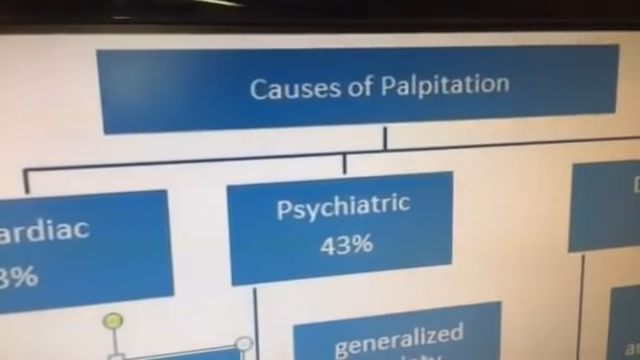 Causes of Palpitation
ardiac
3%
Psychiatric
43%
generalized